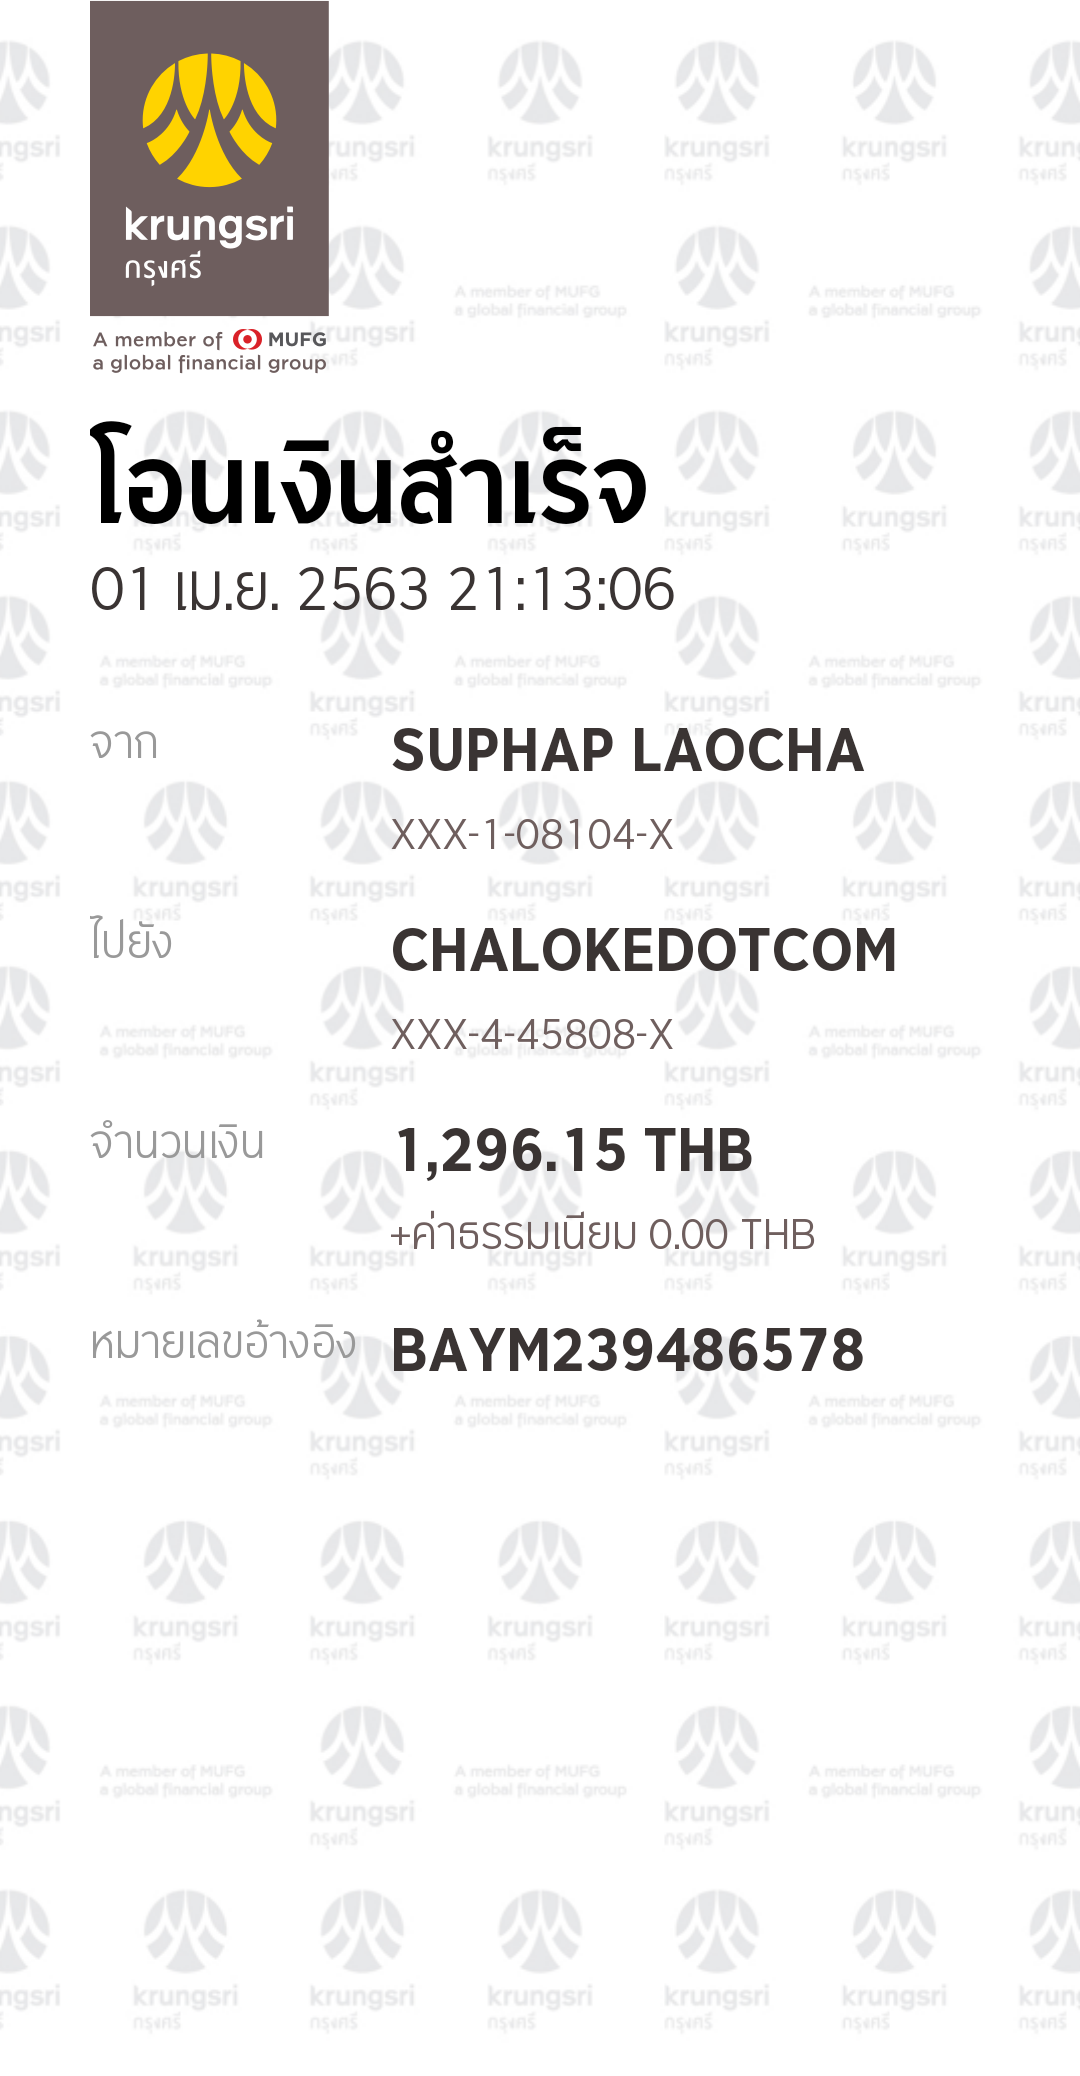 krungsri
กรุงศรี
A member of MUFG
a global financial group
โอนเงินสำเร็จ
01 เม.ย. 2563 21:13:06
จาก SUPHAP LAOCHA
XXX-1-08104-X
ไปยัง CHALOKEDOTCOM
XXX-4-45808-X
จำนวนเงิน 1,296.15 THB
+ค่าธรรมเนียม 0.00 THB
หมายเลขอ้างอิง BAYM239486578